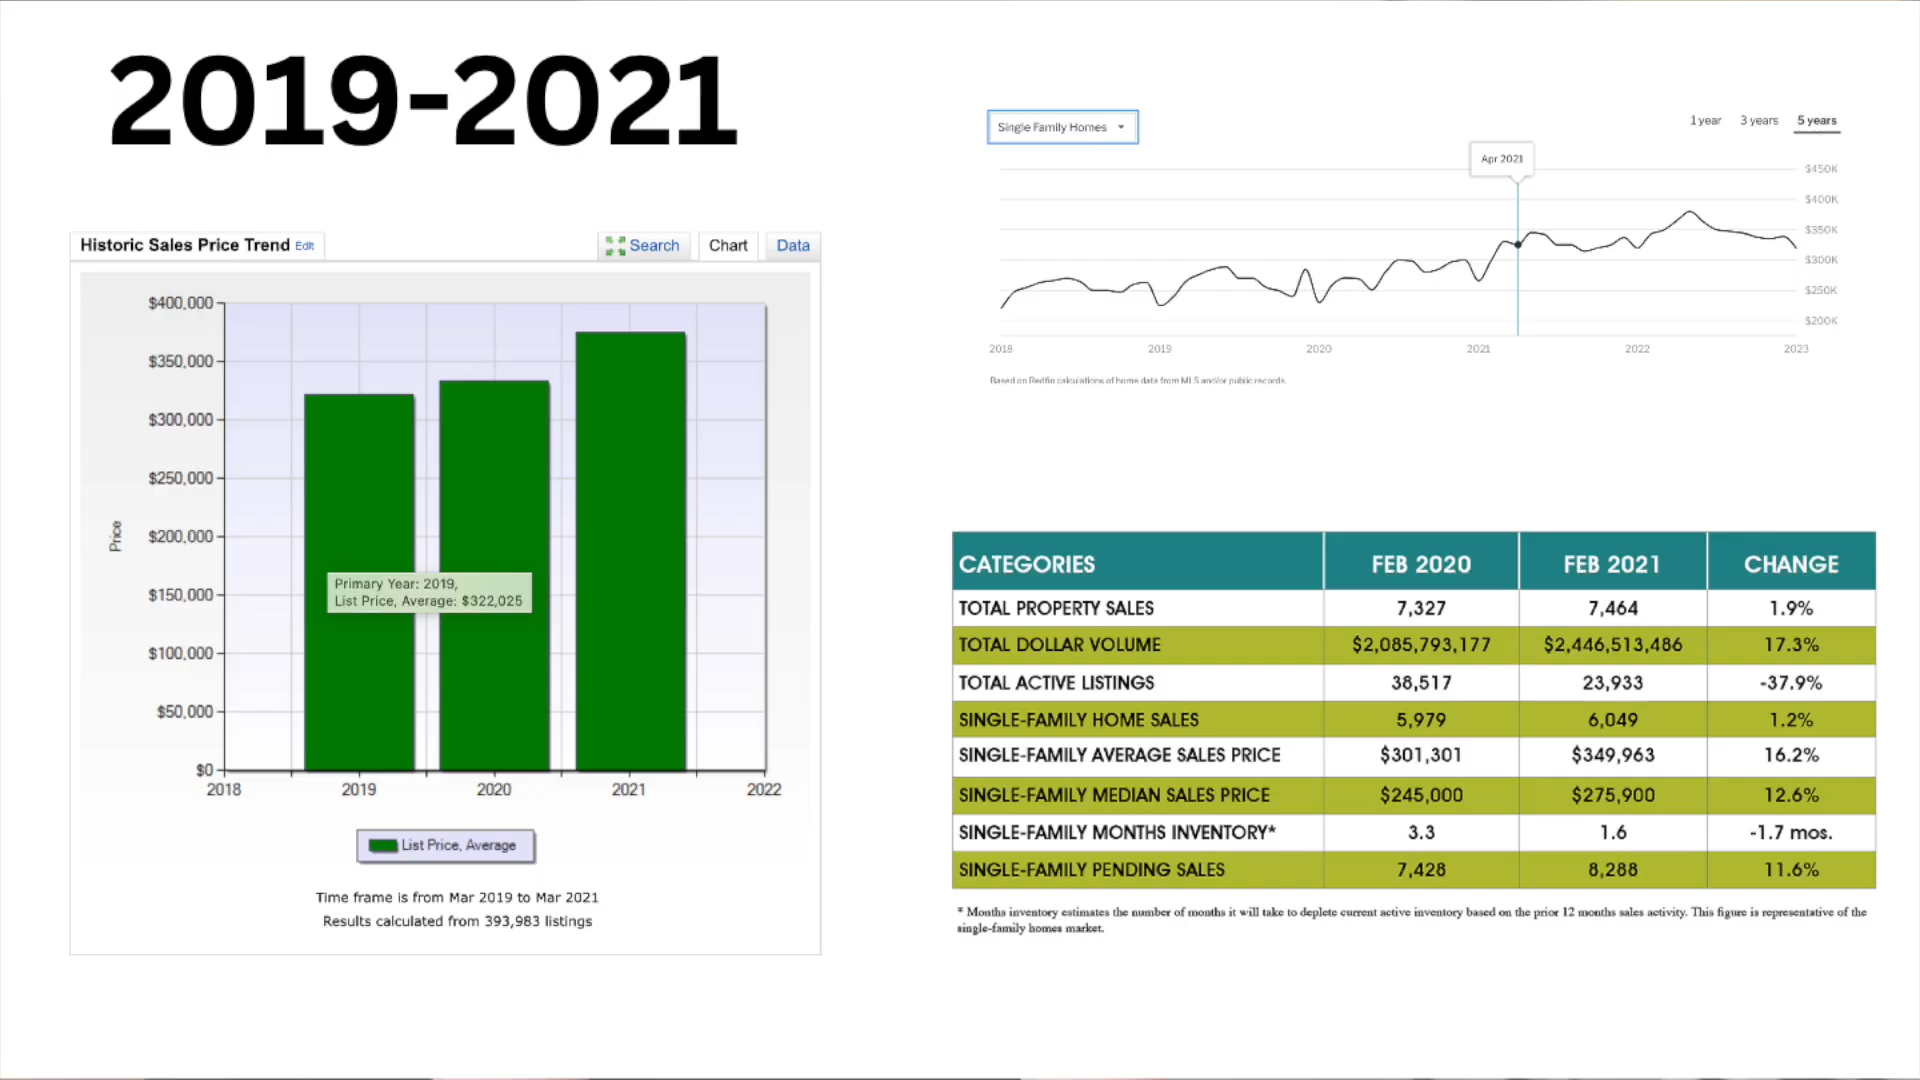 2019-2021
Historic Sales Price Trend Edit
Search Chart Data
$400,000
$350,000
$300,000
$250,000
$200,000
$150,000
$100,000
$50,000
$0
Price
Primary Year: 2019,
List Price, Average: $322,025
2018 2019 2020 2021 2022
List Price, Average
Time frame is from Mar 2019 to Mar 2021
Results calculated from 393,983 listings
Single Family Homes
1 year 3 years 5 years
Apr 2021
$450K
$400K
$350K
$300K
$250K
$200K
2018 2019 2020 2021 2022 2023
Based on Redfin calculations of home data from MLS and/or public records.
CATEGORIES FEB 2020 FEB 2021 CHANGE
TOTAL PROPERTY SALES 7,327 7,464 1.9%
TOTAL DOLLAR VOLUME $2,085,793,177 $2,446,513,486 17.3%
TOTAL ACTIVE LISTINGS 38,517 23,933 -37.9%
SINGLE-FAMILY HOME SALES 5,979 6,049 1.2%
SINGLE-FAMILY AVERAGE SALES PRICE $301,301 $349,963 16.2%
SINGLE-FAMILY MEDIAN SALES PRICE $245,000 $275,900 12.6%
SINGLE-FAMILY MONTHS INVENTORY* 3.3 1.6 -1.7 mos.
SINGLE-FAMILY PENDING SALES 7,428 8,288 11.6%
* Months inventory estimates the number of months it will take to deplete current active inventory based on the prior 12 months sales activity. This figure is representative of the
single-family homes market.